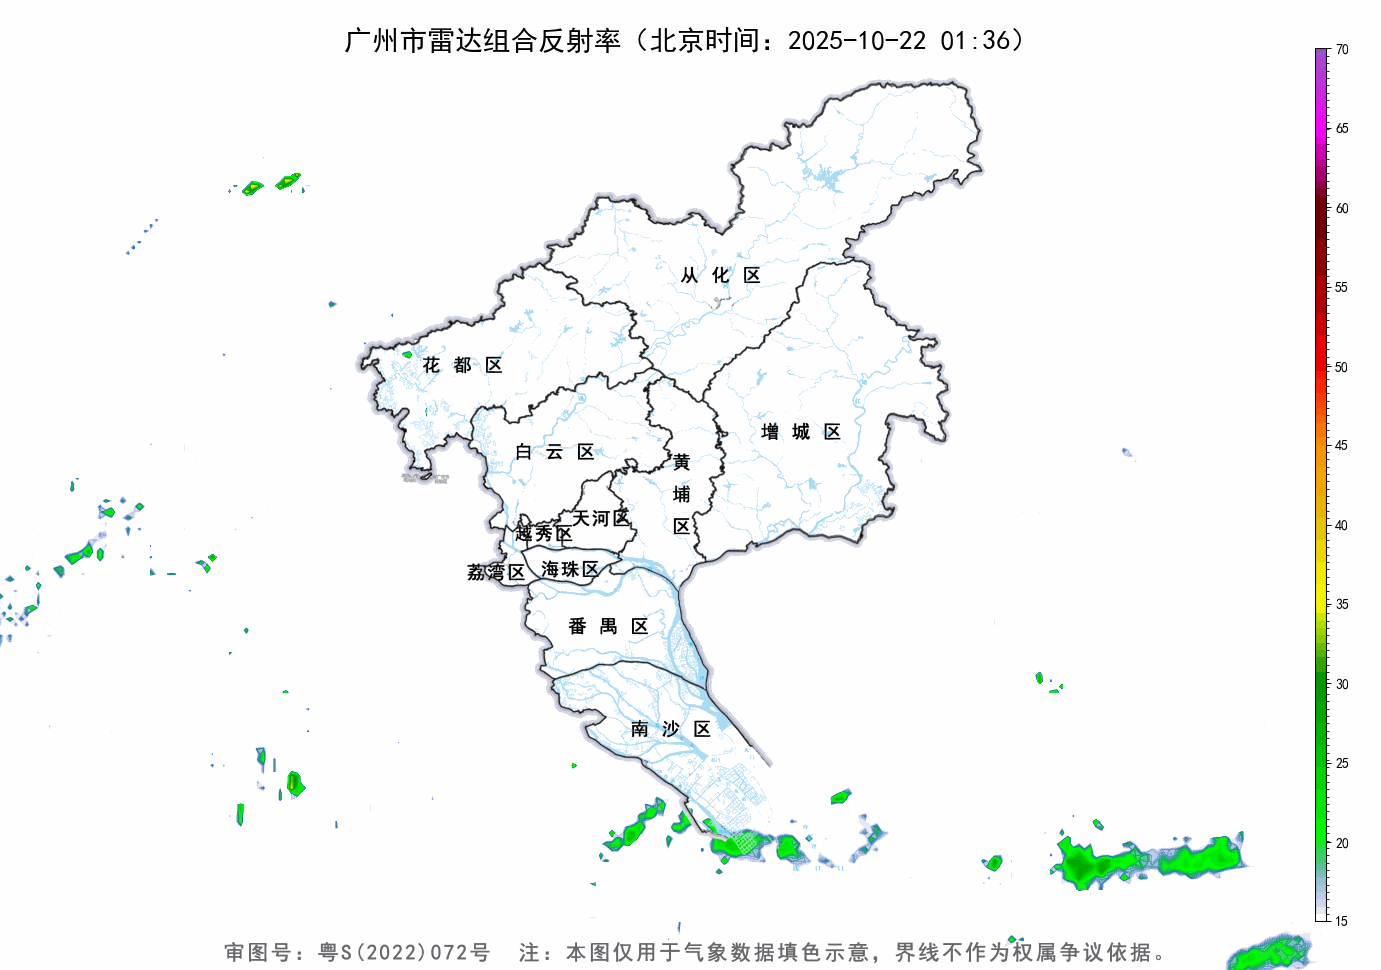 广州市雷达组合反射率（北京时间：2025-10-22 01:36）
70
65
60
55
50
45
40
35
30
25
20
15
从化区
花都区
增城区
白云区
黄埔区
天河区
越秀区
荔湾区
海珠区
番禺区
南沙区
审图号：粤S(2022)072号 注：本图仅用于气象数据填色示意，界线不作为权属争议依据。